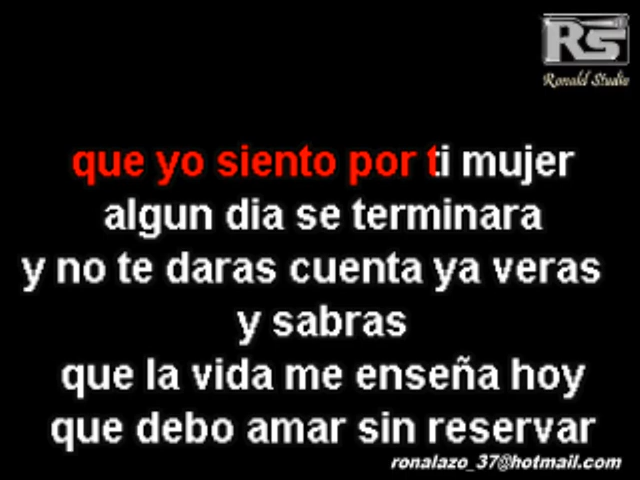 RS
Ronald Studio
que yo siento por ti mujer
algun dia se terminara
y no te daras cuenta ya veras
y sabras
que la vida me enseña hoy
que debo amar sin reservar
ronalazo_37@hotmail.com